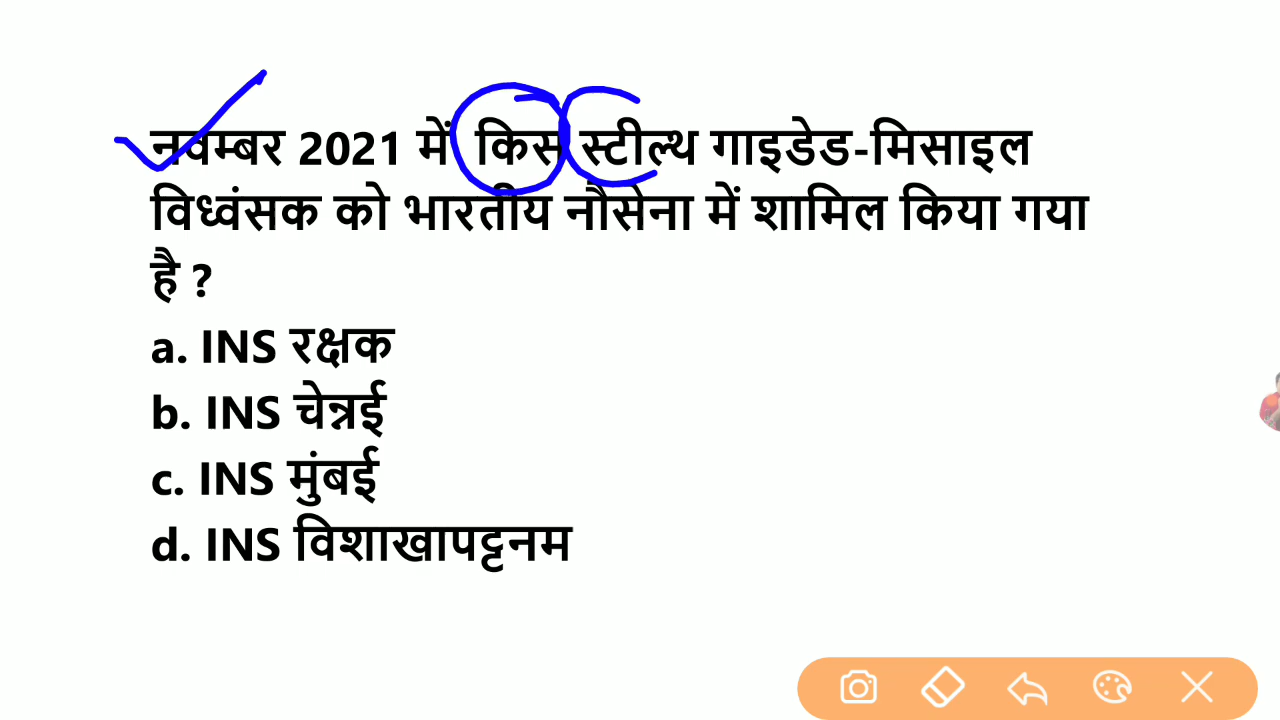 नवम्बर 2021 में किस स्टील्थ गाइडेड-मिसाइल
विध्वंसक को भारतीय नौसेना में शामिल किया गया
है ?
a. INS रक्षक
b. INS चेन्नई
c. INS मुंबई
d. INS विशाखापट्टनम